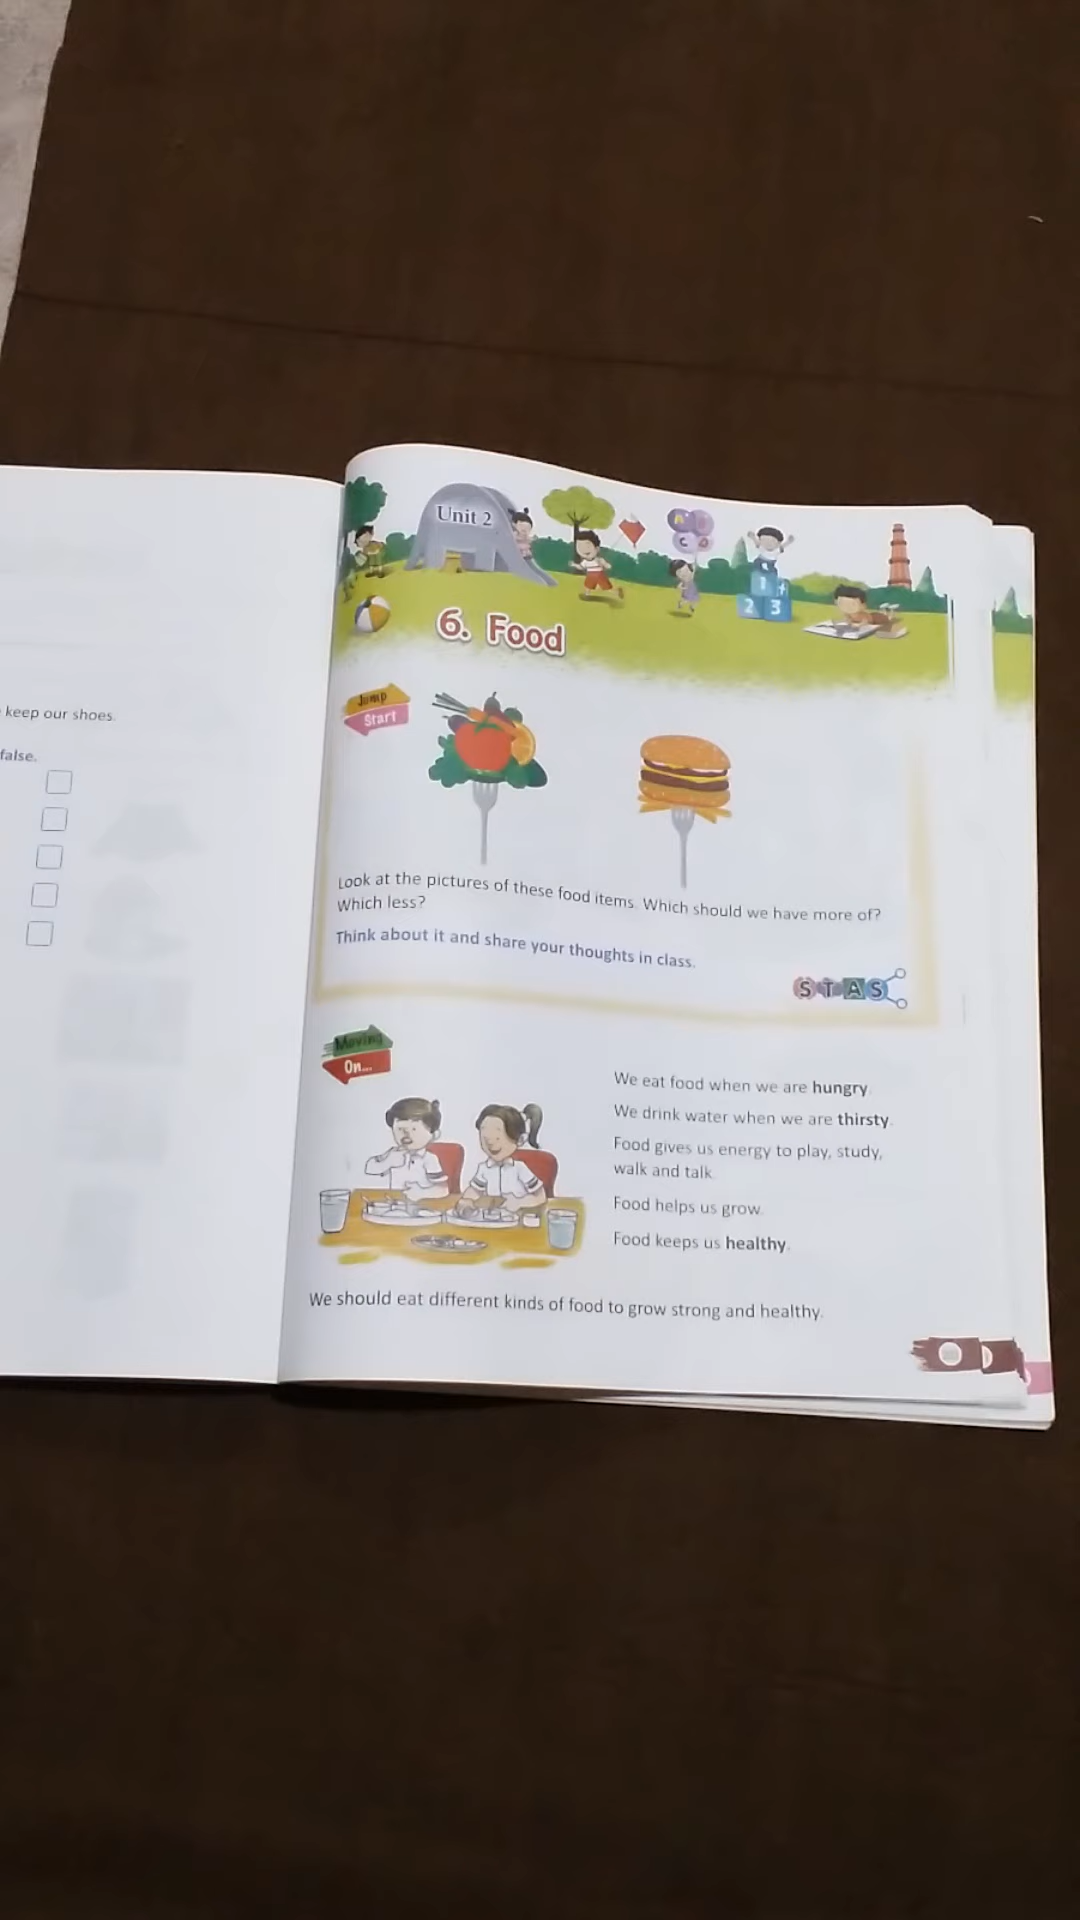 keep our shoes.
false.
Unit 2
A B
C D
1 +
2 3
6. Food
Jump
Start
Look at the pictures of these food items. Which should we have more of?
Which less?
Think about it and share your thoughts in class.
STAS
Moving
On...
We eat food when we are hungry.
We drink water when we are thirsty.
Food gives us energy to play, study,
walk and talk.
Food helps us grow.
Food keeps us healthy.
We should eat different kinds of food to grow strong and healthy.